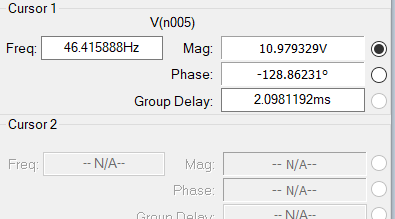 Cursor 1
V(n005)
Freq: 46.415888Hz Mag: 10.979329V
Phase: -128.86231º
Group Delay: 2.0981192ms
Cursor 2
Freq: -- N/A-- Mag: -- N/A--
Phase: -- N/A--
Group Delay: -- N/A--